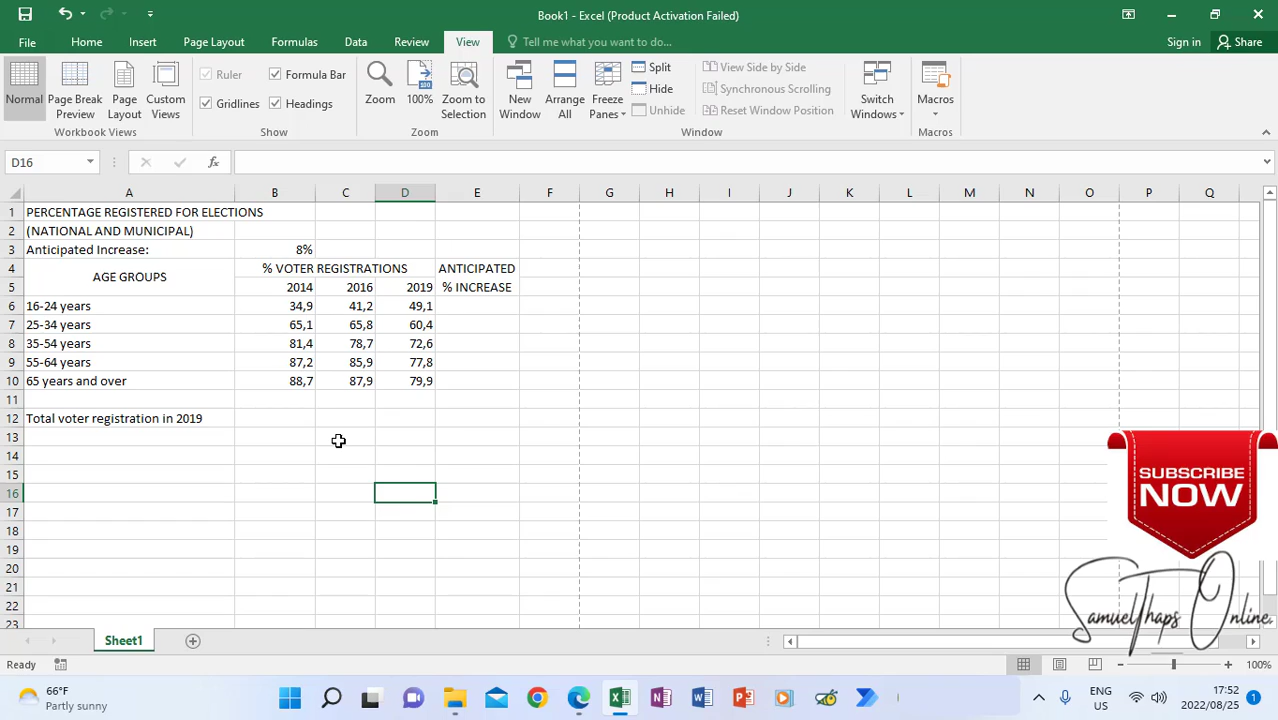 Book1 - Excel (Product Activation Failed)
File Home Insert Page Layout Formulas Data Review View Tell me what you want to do... Sign in Share
Normal Page Break Preview Page Layout Custom Views
Ruler Formula Bar
Gridlines Headings
Zoom 100% Zoom to Selection
New Window Arrange All Freeze Panes
Split View Side by Side
Hide Synchronous Scrolling
Unhide Reset Window Position
Switch Windows Macros
Workbook Views Show Zoom Window Macros
D16 fx
A B C D E F G H I J K L M N O P Q
1 PERCENTAGE REGISTERED FOR ELECTIONS
2 (NATIONAL AND MUNICIPAL)
3 Anticipated Increase: 8%
4 AGE GROUPS % VOTER REGISTRATIONS ANTICIPATED
5 2014 2016 2019 % INCREASE
6 16-24 years 34,9 41,2 49,1
7 25-34 years 65,1 65,8 60,4
8 35-54 years 81,4 78,7 72,6
9 55-64 years 87,2 85,9 77,8
10 65 years and over 88,7 87,9 79,9
11
12 Total voter registration in 2019
13
14
15
16
17
18
19
20
21
22
23
SUBSCRIBE
NOW
SamuelThaps Online.
Sheet1
Ready 100%
66°F
Partly sunny
ENG
US
17:52
2022/08/25
1